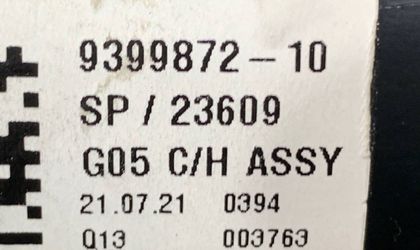 9399872-10
SP / 23609
G05 C/H ASSY
21.07.21 0394
Q13 003763